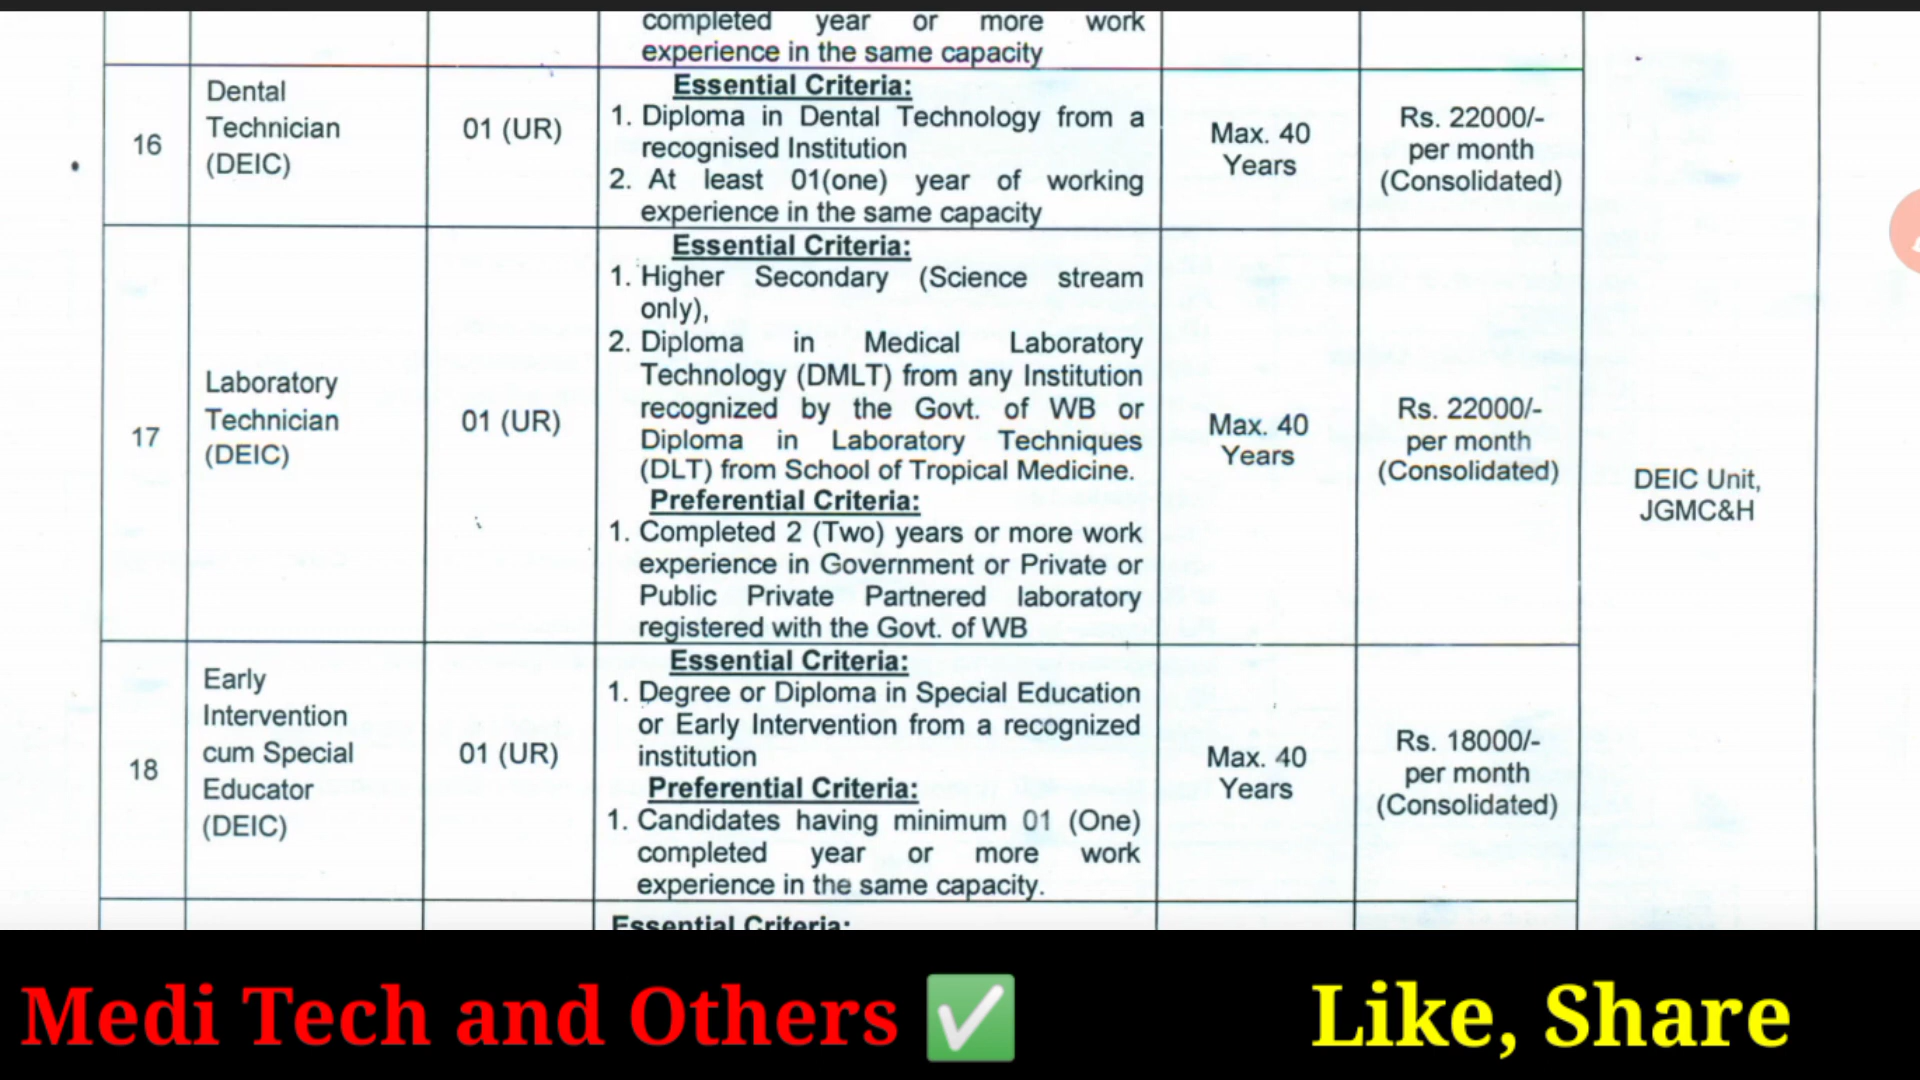 completed year or more work
experience in the same capacity
16
Dental
Technician
(DEIC)
01 (UR)
Essential Criteria:
1. Diploma in Dental Technology from a
recognised Institution
2. At least 01(one) year of working
experience in the same capacity
Max. 40
Years
Rs. 22000/-
per month
(Consolidated)
17
Laboratory
Technician
(DEIC)
01 (UR)
Essential Criteria:
1. Higher Secondary (Science stream
only),
2. Diploma in Medical Laboratory
Technology (DMLT) from any Institution
recognized by the Govt. of WB or
Diploma in Laboratory Techniques
(DLT) from School of Tropical Medicine.
Preferential Criteria:
1. Completed 2 (Two) years or more work
experience in Government or Private or
Public Private Partnered laboratory
registered with the Govt. of WB
Max. 40
Years
Rs. 22000/-
per month
(Consolidated)
DEIC Unit,
JGMC&H
18
Early
Intervention
cum Special
Educator
(DEIC)
01 (UR)
Essential Criteria:
1. Degree or Diploma in Special Education
or Early Intervention from a recognized
institution
Preferential Criteria:
1. Candidates having minimum 01 (One)
completed year or more work
experience in the same capacity.
Max. 40
Years
Rs. 18000/-
per month
(Consolidated)
Essential Criteria:
Medi Tech and Others ✅
Like, Share